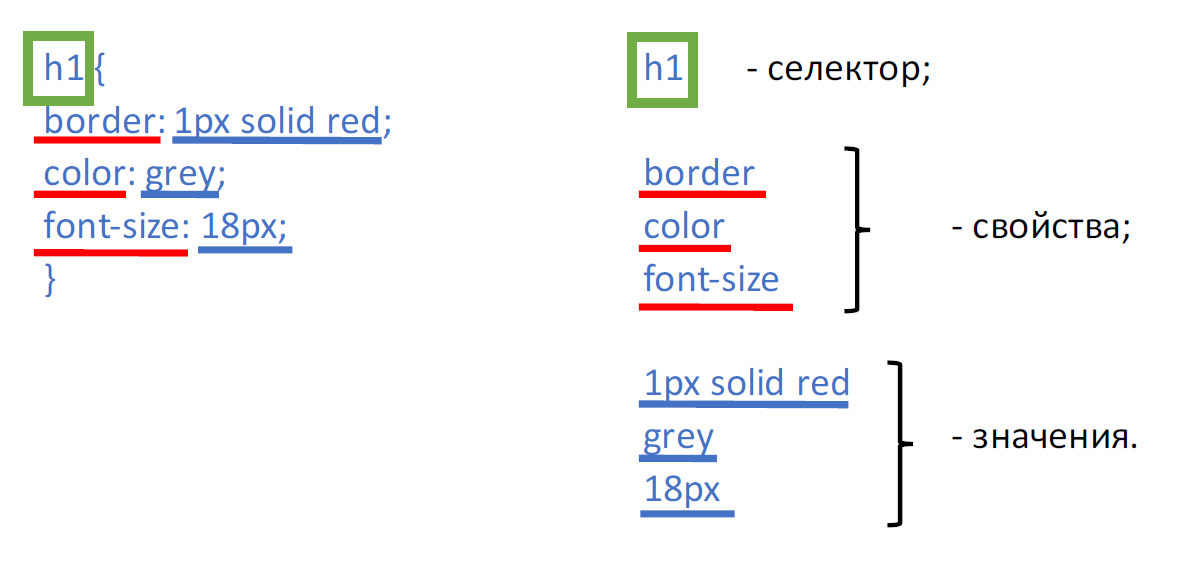 h1 {
border: 1px solid red;
color: grey;
font-size: 18px;
}
h1 - селектор;
border
color
font-size
- свойства;
1px solid red
grey
18px
- значения.